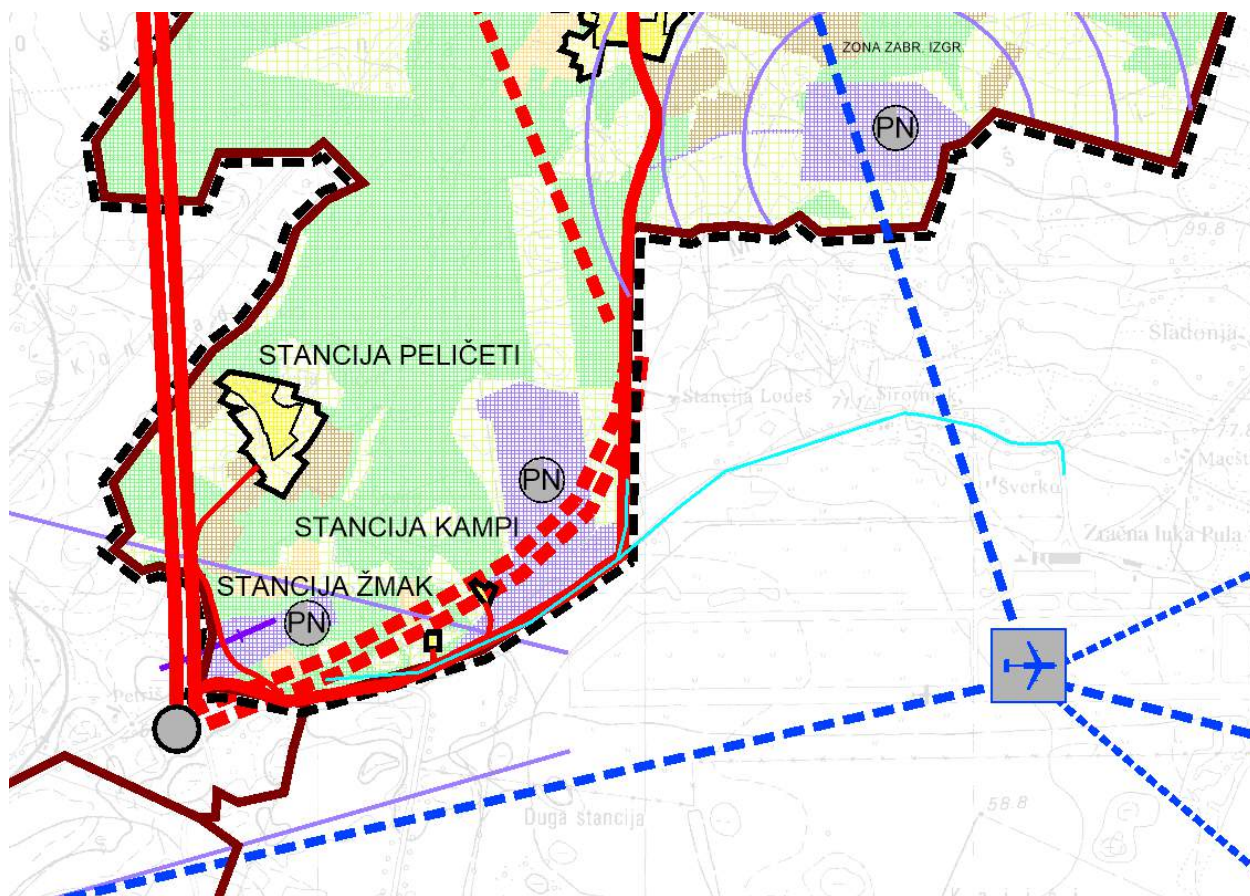 ZONA ZABR. IZGR.
PN
99.8
STANCIJA PELIČETI
Sladonja
Stancija Lodeš
77.8
PN
Šverko
STANCIJA KAMPI
Zračna luka Pula
STANCIJA ŽMAK
PN
58.8
Duga stancija